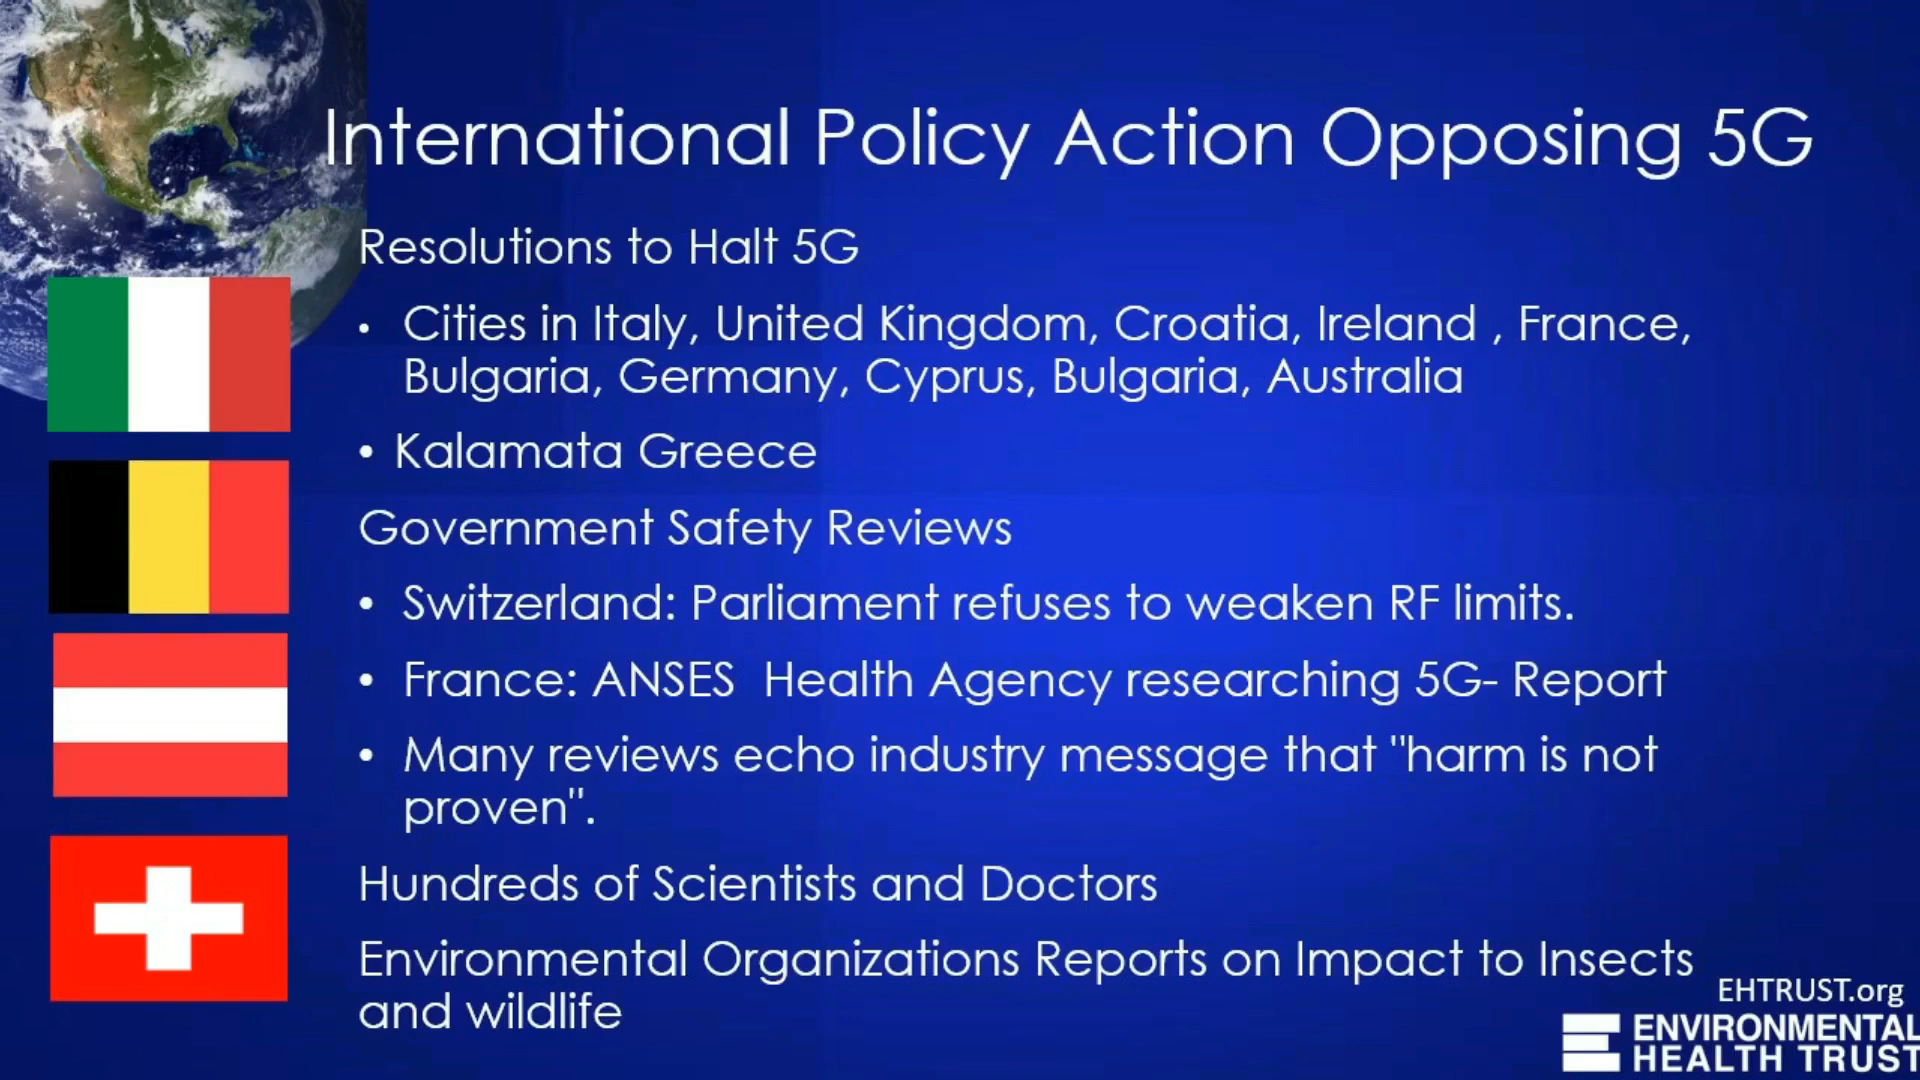 International Policy Action Opposing 5G
Resolutions to Halt 5G
• Cities in Italy, United Kingdom, Croatia, Ireland , France,
Bulgaria, Germany, Cyprus, Bulgaria, Australia
• Kalamata Greece
Government Safety Reviews
• Switzerland: Parliament refuses to weaken RF limits.
• France: ANSES Health Agency researching 5G- Report
• Many reviews echo industry message that "harm is not
proven".
Hundreds of Scientists and Doctors
Environmental Organizations Reports on Impact to Insects
and wildlife
EHTRUST.org
ENVIRONMENTAL
HEALTH TRUST